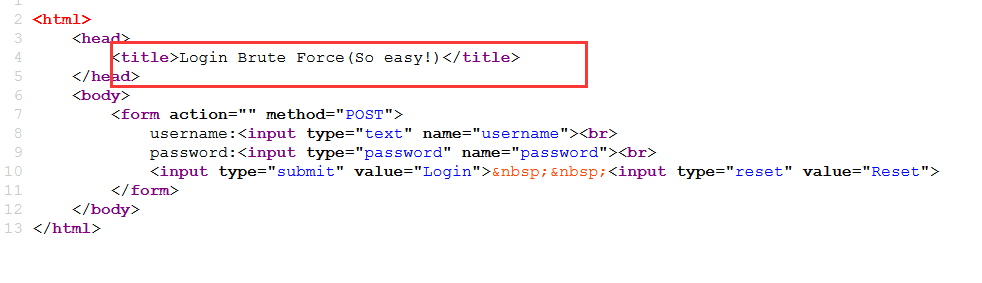 1
2 <html>
3 <head>
4 <title>Login Brute Force(So easy!)</title>
5 </head>
6 <body>
7 <form action="" method="POST">
8 username:<input type="text" name="username"><br>
9 password:<input type="password" name="password"><br>
10 <input type="submit" value="Login">&nbsp;&nbsp;<input type="reset" value="Reset">
11 </form>
12 </body>
13 </html>